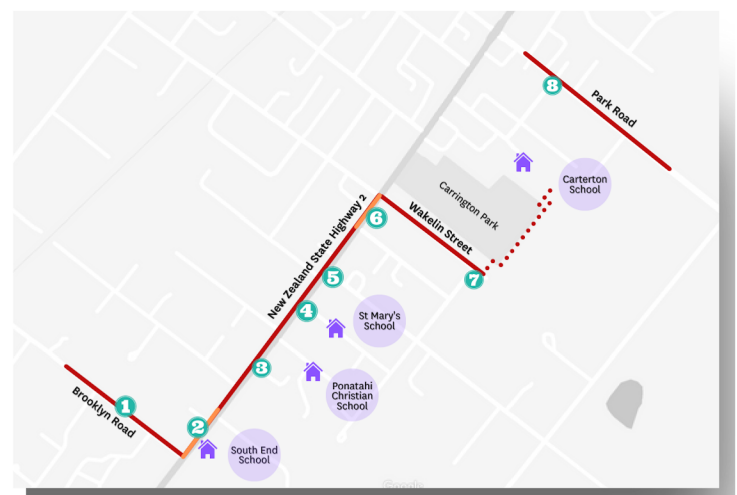 8
Park Road
Carterton
School
Carrington Park
New Zealand State Highway 2
6
Wakelin Street
5
7
4
St Mary's
School
3
Ponatahi
Christian
School
Brooklyn Road
1
2
South End
School
Google